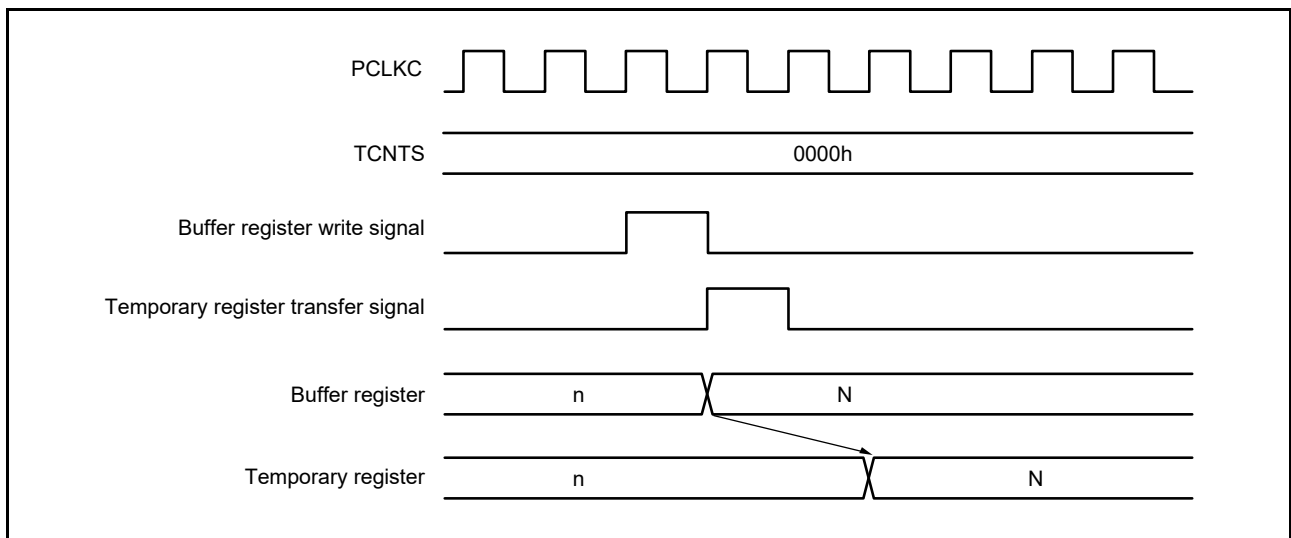 PCLKC
TCNTS
0000h
Buffer register write signal
Temporary register transfer signal
Buffer register
n
N
Temporary register
n
N